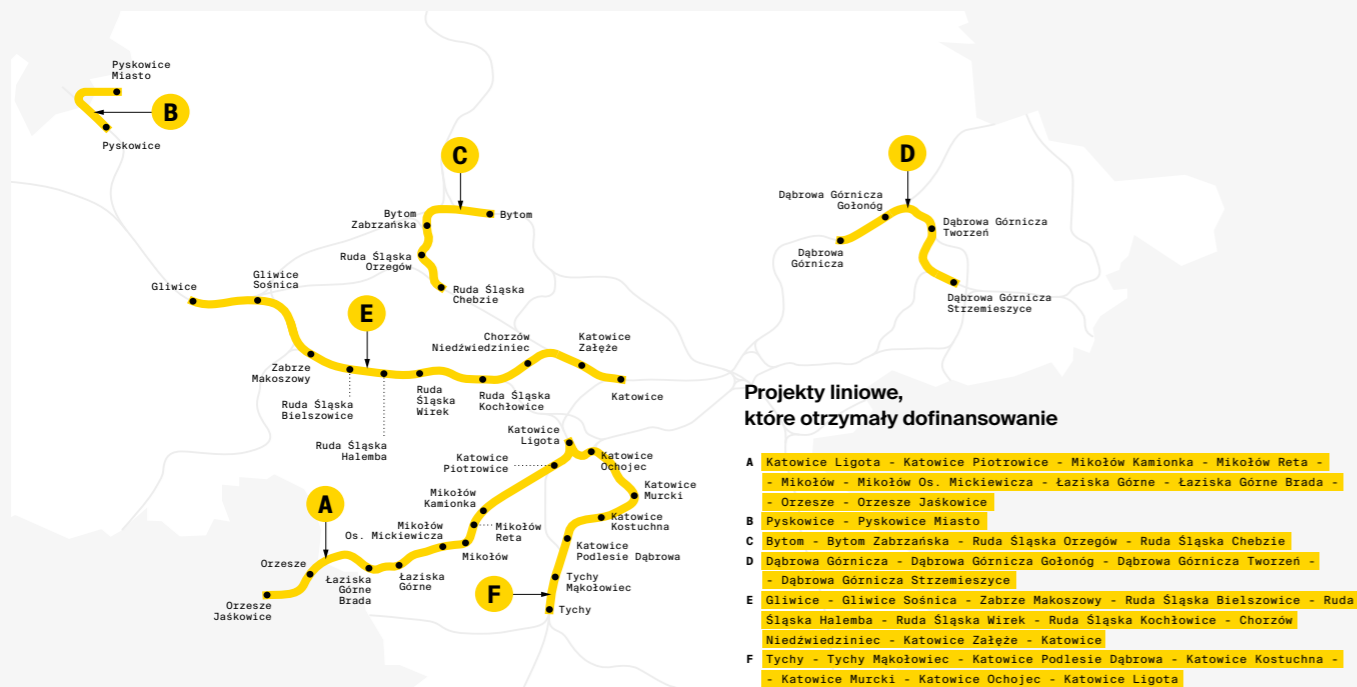 Pyskowice
Miasto
B
Pyskowice
C
Bytom
Zabrzańska
Bytom
Ruda Śląska
Orzegów
Ruda Śląska
Chebzie
D
Dąbrowa Górnicza
Gołonóg
Dąbrowa Górnicza
Tworzeń
Dąbrowa
Górnicza
Dąbrowa Górnicza
Strzemieszyce
Gliwice
Gliwice
Sośnica
E
Zabrze
Makoszowy
Ruda Śląska
Bielszowice
Ruda Śląska
Halemba
Ruda
Śląska
Wirek
Ruda Śląska
Kochłowice
Chorzów
Niedźwiedziniec
Katowice
Załęże
Katowice
Katowice
Ligota
Katowice
Piotrowice
Katowice
Ochojec
Katowice
Murcki
Katowice
Kostuchna
Katowice
Podlesie Dąbrowa
Tychy
Mąkołowiec
Tychy
F
A
Mikołów
Kamionka
Mikołów
Reta
Mikołów
Os. Mickiewicza
Mikołów
Łaziska
Górne
Łaziska
Górne
Brada
Orzesze
Orzesze
Jaśkowice
Projekty liniowe,
które otrzymały dofinansowanie
A Katowice Ligota - Katowice Piotrowice - Mikołów Kamionka - Mikołów Reta -
- Mikołów - Mikołów Os. Mickiewicza - Łaziska Górne - Łaziska Górne Brada -
- Orzesze - Orzesze Jaśkowice
B Pyskowice - Pyskowice Miasto
C Bytom - Bytom Zabrzańska - Ruda Śląska Orzegów - Ruda Śląska Chebzie
D Dąbrowa Górnicza - Dąbrowa Górnicza Gołonóg - Dąbrowa Górnicza Tworzeń -
- Dąbrowa Górnicza Strzemieszyce
E Gliwice - Gliwice Sośnica - Zabrze Makoszowy - Ruda Śląska Bielszowice - Ruda
Śląska Halemba - Ruda Śląska Wirek - Ruda Śląska Kochłowice - Chorzów
Niedźwiedziniec - Katowice Załęże - Katowice
F Tychy - Tychy Mąkołowiec - Katowice Podlesie Dąbrowa - Katowice Kostuchna -
- Katowice Murcki - Katowice Ochojec - Katowice Ligota